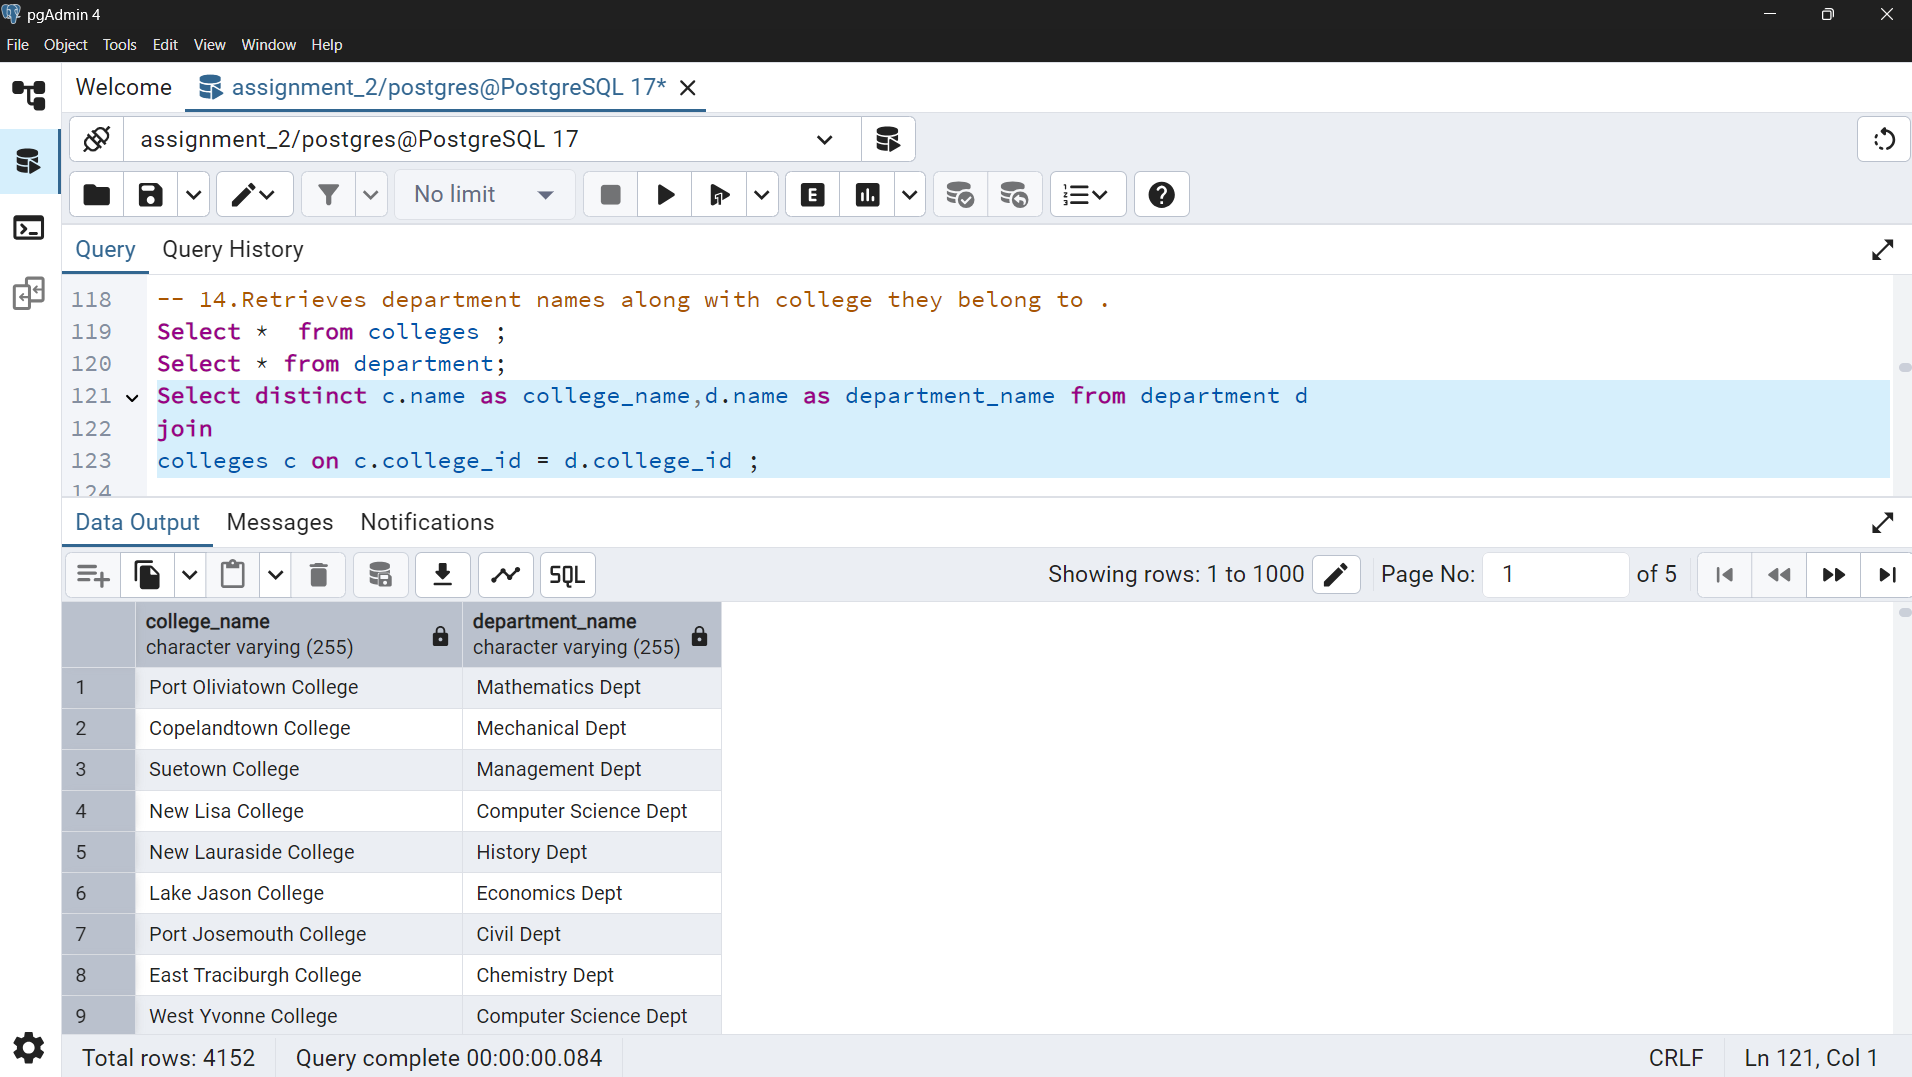 pgAdmin 4
File Object Tools Edit View Window Help
Welcome assignment_2/postgres@PostgreSQL 17*
assignment_2/postgres@PostgreSQL 17
No limit
E
Query Query History
118 -- 14.Retrieves department names along with college they belong to .
119 Select *  from colleges ;
120 Select * from department;
121 Select distinct c.name as college_name,d.name as department_name from department d
122 join
123 colleges c on c.college_id = d.college_id ;
124
Data Output Messages Notifications
SQL Showing rows: 1 to 1000 Page No: 1 of 5
college_name department_name
character varying (255) character varying (255)
1 Port Oliviatown College Mathematics Dept
2 Copelandtown College Mechanical Dept
3 Suetown College Management Dept
4 New Lisa College Computer Science Dept
5 New Lauraside College History Dept
6 Lake Jason College Economics Dept
7 Port Josemouth College Civil Dept
8 East Traciburgh College Chemistry Dept
9 West Yvonne College Computer Science Dept
Total rows: 4152 Query complete 00:00:00.084 CRLF Ln 121, Col 1